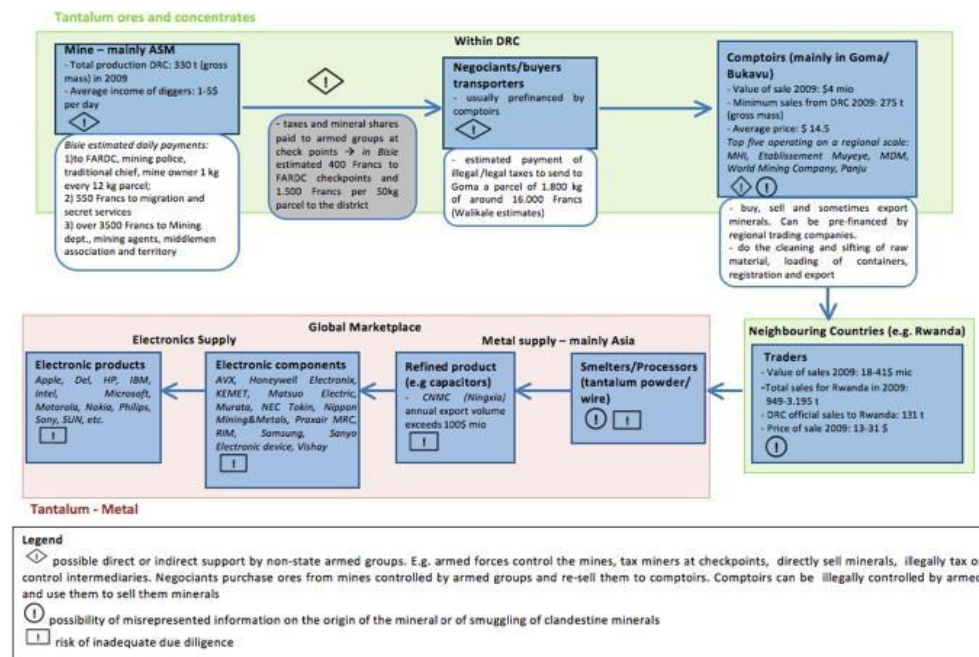 Tantalum ores and concentrates
Within DRC
Mine – mainly ASM
- Total production DRC: 330 t (gross
mass) in 2009
- Average income of diggers: 1-5$
per day
!
Bisie estimated daily payments:
1)to FARDC, mining police,
traditional chief, mine owner 1 kg
every 12 kg parcel;
2) 550 Francs to migration and
secret services
3) over 3500 Francs to Mining
dept., mining agents, middlemen
association and territory
!
- taxes and mineral shares
paid to armed groups at
check points → in Bisie
estimated 400 Francs to
FARDC checkpoints and
1.500 Francs per 50kg
parcel to the district
Negociants/buyers
transporters
- usually prefinanced by
comptoirs
!
- estimated payment of
illegal /legal taxes to send to
Goma a parcel of 1.800 kg
of around 16.000 Francs
(Walikale estimates)
Comptoirs (mainly in Goma/
Bukavu)
- Value of sale 2009: $4 mio
- Minimum sales from DRC 2009: 275 t
(gross mass)
- Average price: $ 14.5
Top five operating on a regional scale:
MHI, Etablissement Muyeye, MDM,
World Mining Company, Panju
! !
- buy, sell and sometimes export
minerals. Can be pre-financed by
regional trading companies.
- do the cleaning and sifting of raw
material, loading of containers,
registration and export
Neighbouring Countries (e.g. Rwanda)
Traders
- Value of sales 2009: 18-41$ mic
-Total sales for Rwanda in 2009:
949-3.195 t
- DRC official sales to Rwanda: 131 t
- Price of sale 2009: 13-31 $
!
Global Marketplace
Electronics Supply
Metal supply – mainly Asia
Smelters/Processors
(tantalum powder/
wire)
! !
Refined product
(e.g capacitors)
- CNMC (Ningxia)
annual export volume
exceeds 100$ mio
!
Electronic components
AVX, Honeywell Electronix,
KEMET, Matsuo Electric,
Murata, NEC Tokin, Nippon
Mining&Metals, Praxair MRC,
RIM, Samsung, Sanyo
Electronic device, Vishay
!
Electronic products
Apple, Del, HP, IBM,
Intel, Microsoft,
Motorola, Nokia, Philips,
Sony, SUN, etc.
!
Tantalum - Metal
Legend
! possible direct or indirect support by non-state armed groups. E.g. armed forces control the mines, tax miners at checkpoints, directly sell minerals, illegally tax o
control intermediaries. Negociants purchase ores from mines controlled by armed groups and re-sell them to comptoirs. Comptoirs can be illegally controlled by armed
and use them to sell them minerals
! possibility of misrepresented information on the origin of the mineral or of smuggling of clandestine minerals
! risk of inadequate due diligence